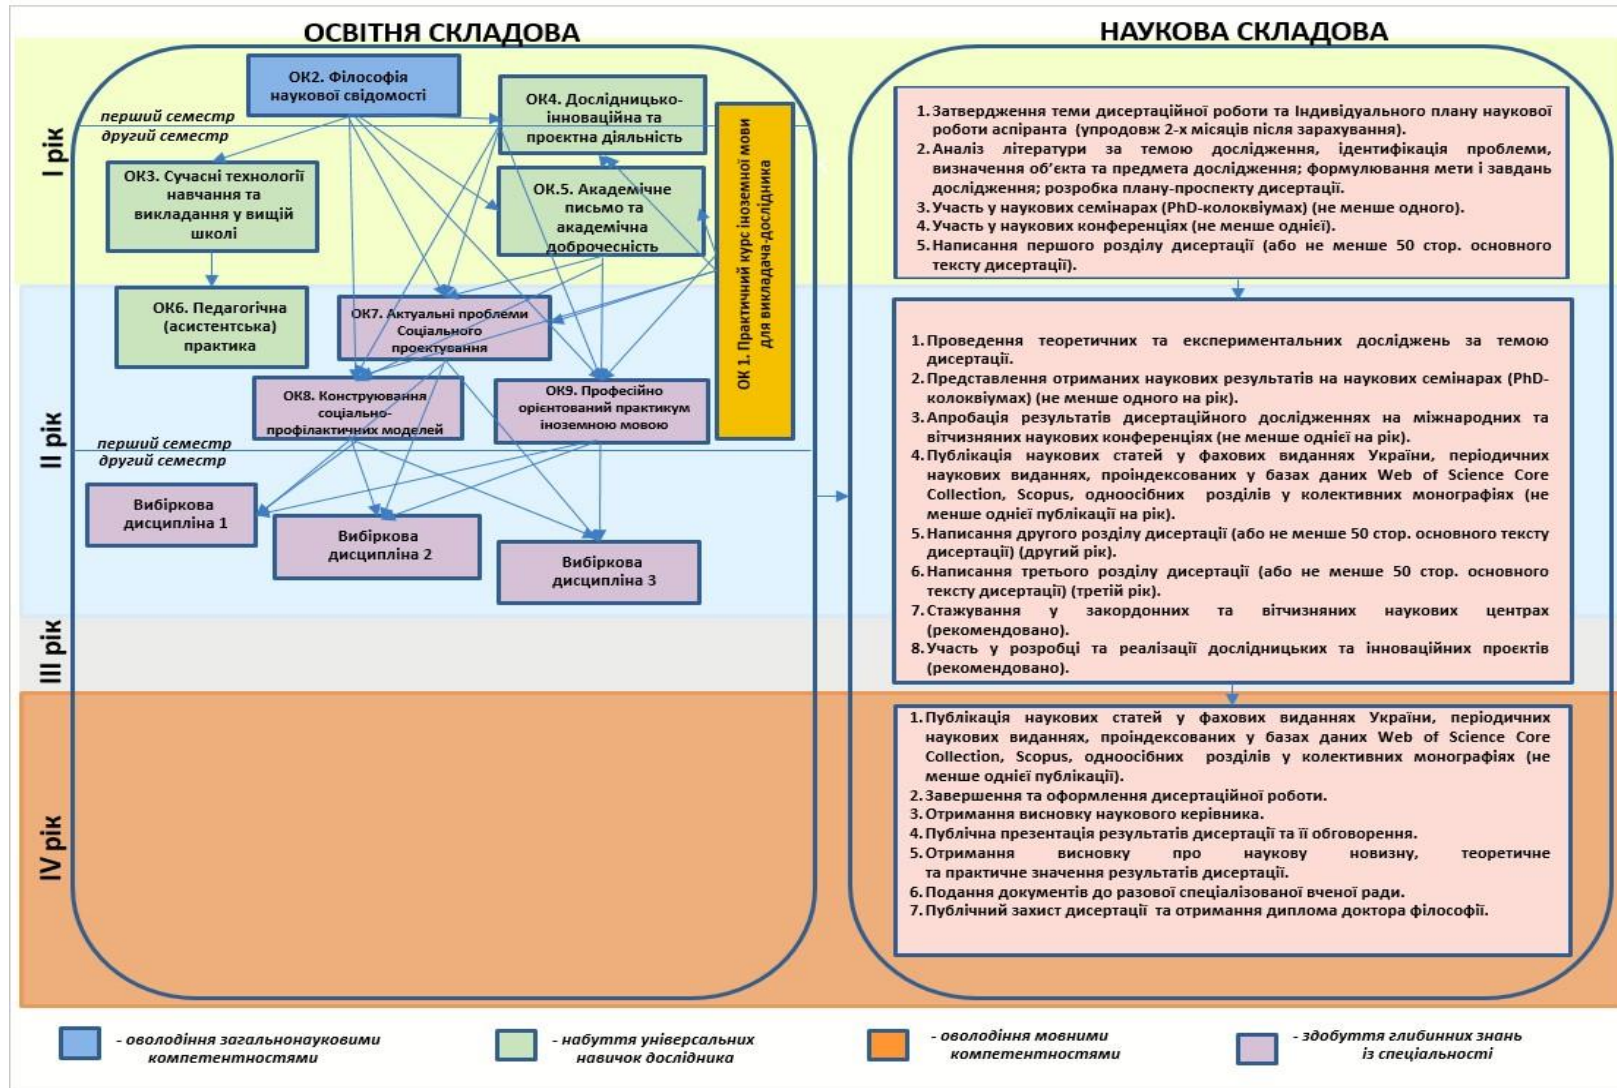 ОСВІТНЯ СКЛАДОВА
НАУКОВА СКЛАДОВА
І рік
перший семестр
другий семестр
ОК2. Філософія
наукової свідомості
ОК4. Дослідницько-
інноваційна та
проєктна діяльність
ОК3. Сучасні технології
навчання та
викладання у вищій
школі
ОК.5. Академічне
письмо та
академічна
доброчесність
ОК 1. Практичний курс іноземної мови
для викладача-дослідника
ІІ рік
ОК6. Педагогічна
(асистентська)
практика
ОК7. Актуальні проблеми
Соціального
проектування
ОК8. Конструювання
соціально-
профілактичних моделей
ОК9. Професійно
орієнтований практикум
іноземною мовою
перший семестр
другий семестр
Вибіркова
дисципліна 1
Вибіркова
дисципліна 2
Вибіркова
дисципліна 3
ІІІ рік
IV рік
1. Затвердження теми дисертаційної роботи та Індивідуального плану наукової
роботи аспіранта (упродовж 2-х місяців після зарахування).
2. Аналіз літератури за темою дослідження, ідентифікація проблеми,
визначення об’єкта та предмета дослідження; формулювання мети і завдань
дослідження; розробка плану-проспекту дисертації.
3. Участь у наукових семінарах (PhD-колоквіумах) (не менше одного).
4. Участь у наукових конференціях (не менше однієї).
5. Написання першого розділу дисертації (або не менше 50 стор. основного
тексту дисертації).
1. Проведення теоретичних та експериментальних досліджень за темою
дисертації.
2. Представлення отриманих наукових результатів на наукових семінарах (PhD-
колоквіумах) (не менше одного на рік).
3. Апробація результатів дисертаційного дослідженнях на міжнародних та
вітчизняних наукових конференціях (не менше однієї на рік).
4. Публікація наукових статей у фахових виданнях України, періодичних
наукових виданнях, проіндексованих у базах даних Web of Science Core
Collection, Scopus, одноосібних розділів у колективних монографіях (не
менше однієї публікації на рік).
5. Написання другого розділу дисертації (або не менше 50 стор. основного тексту
дисертації) (другий рік).
6. Написання третього розділу дисертації (або не менше 50 стор. основного
тексту дисертації) (третій рік).
7. Стажування у закордонних та вітчизняних наукових центрах
(рекомендовано).
8. Участь у розробці та реалізації дослідницьких та інноваційних проєктів
(рекомендовано).
1. Публікація наукових статей у фахових виданнях України, періодичних
наукових виданнях, проіндексованих у базах даних Web of Science Core
Collection, Scopus, одноосібних розділів у колективних монографіях (не
менше однієї публікації).
2. Завершення та оформлення дисертаційної роботи.
3. Отримання висновку наукового керівника.
4. Публічна презентація результатів дисертації та її обговорення.
5. Отримання висновку про наукову новизну, теоретичне
та практичне значення результатів дисертації.
6. Подання документів до разової спеціалізованої вченої ради.
7. Публічний захист дисертації та отримання диплома доктора філософії.
- оволодіння загальнонауковими
компетентностями
- набуття універсальних
навичок дослідника
- оволодіння мовними
компетентностями
- здобуття глибинних знань
із спеціальності